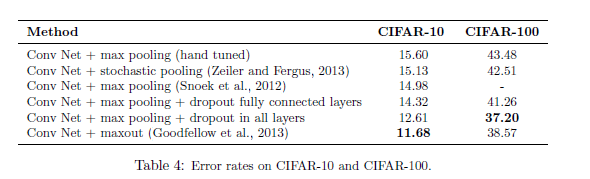 Method CIFAR-10 CIFAR-100
Conv Net + max pooling (hand tuned) 15.60 43.48
Conv Net + stochastic pooling (Zeiler and Fergus, 2013) 15.13 42.51
Conv Net + max pooling (Snoek et al., 2012) 14.98 -
Conv Net + max pooling + dropout fully connected layers 14.32 41.26
Conv Net + max pooling + dropout in all layers 12.61 37.20
Conv Net + maxout (Goodfellow et al., 2013) 11.68 38.57
Table 4: Error rates on CIFAR-10 and CIFAR-100.